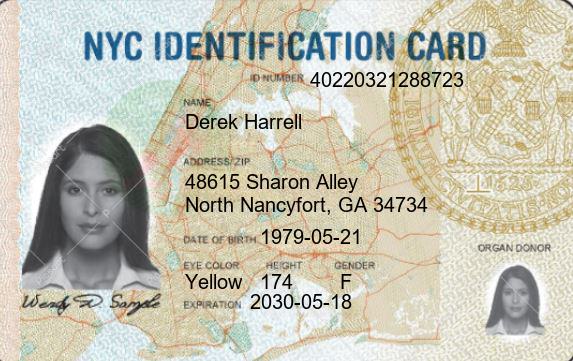 NYC IDENTIFICATION CARD
ID NUMBER 40220321288723
NAME
Derek Harrell
ADDRESS/ZIP
48615 Sharon Alley
North Nancyfort, GA 34734
DATE OF BIRTH 1979-05-21
ORGAN DONOR
EYE COLOR HEIGHT GENDER
Yellow 174 F
EXPIRATION 2030-05-18
Wendy D. Sample